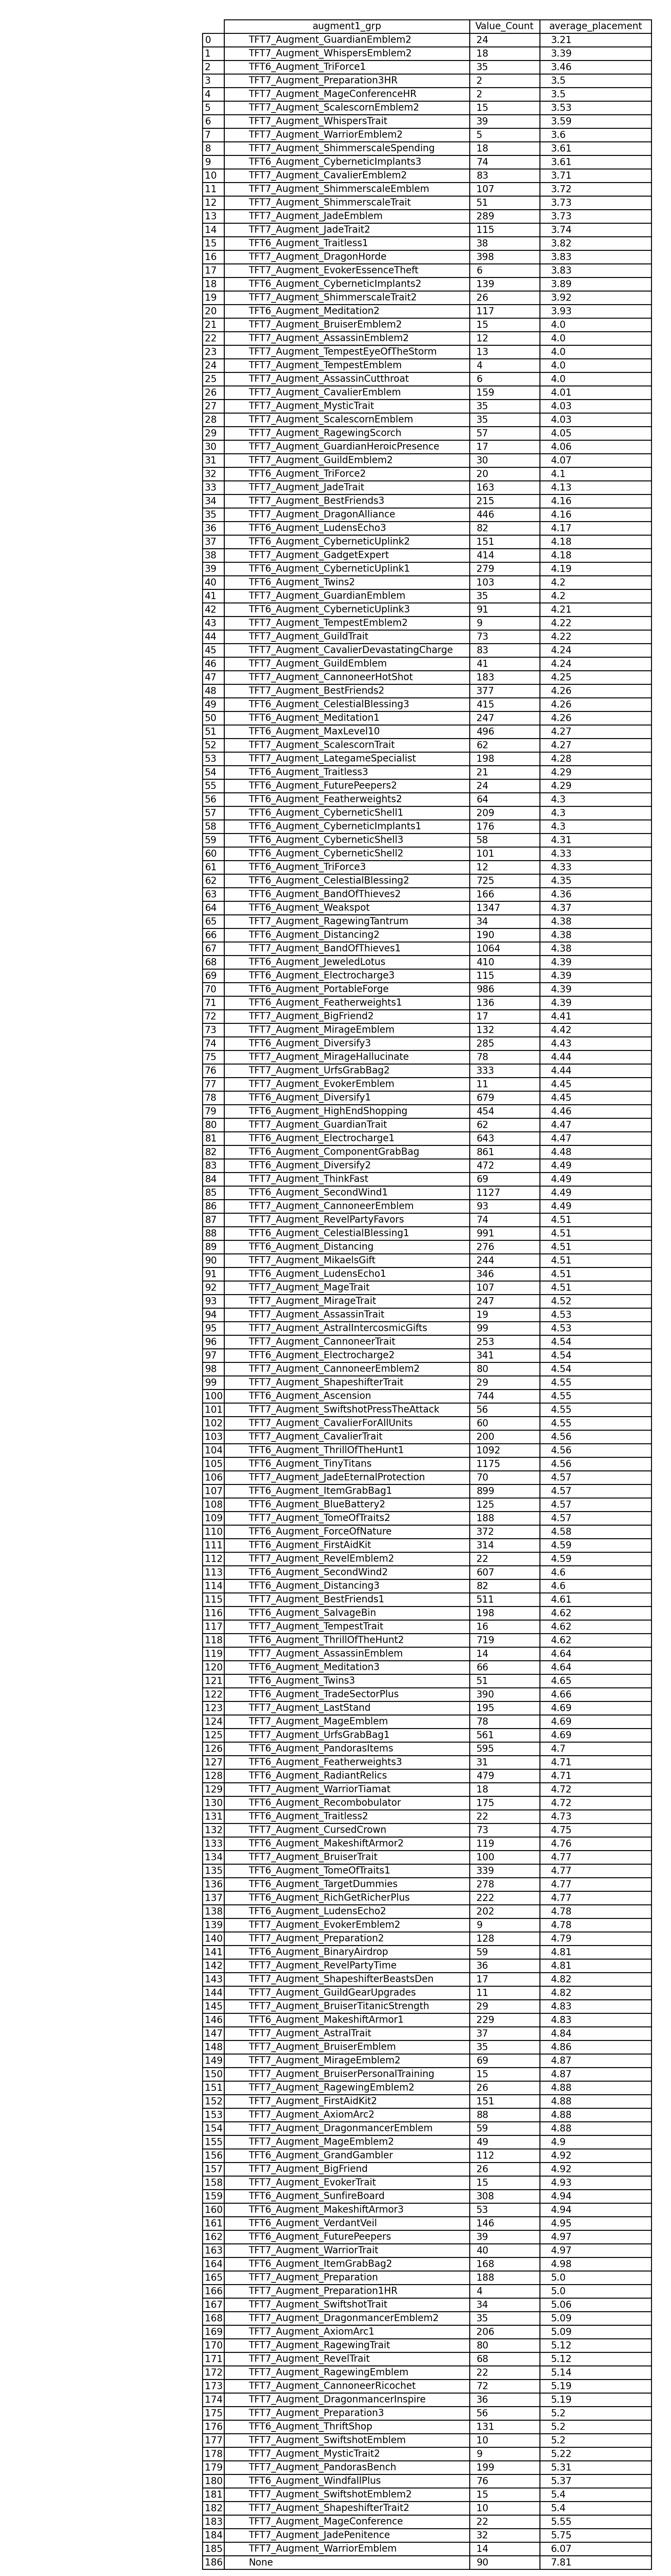 augment1_grp Value_Count average_placement
0 TFT7_Augment_GuardianEmblem2 24 3.21
1 TFT7_Augment_WhispersEmblem2 18 3.39
2 TFT6_Augment_TriForce1 35 3.46
3 TFT7_Augment_Preparation3HR 2 3.5
4 TFT7_Augment_MageConferenceHR 2 3.5
5 TFT7_Augment_ScalescornEmblem2 15 3.53
6 TFT7_Augment_WhispersTrait 39 3.59
7 TFT7_Augment_WarriorEmblem2 5 3.6
8 TFT7_Augment_ShimmerscaleSpending 18 3.61
9 TFT6_Augment_CyberneticImplants3 74 3.61
10 TFT7_Augment_CavalierEmblem2 83 3.71
11 TFT7_Augment_ShimmerscaleEmblem 107 3.72
12 TFT7_Augment_ShimmerscaleTrait 51 3.73
13 TFT7_Augment_JadeEmblem 289 3.73
14 TFT7_Augment_JadeTrait2 115 3.74
15 TFT6_Augment_Traitless1 38 3.82
16 TFT7_Augment_DragonHorde 398 3.83
17 TFT7_Augment_EvokerEssenceTheft 6 3.83
18 TFT6_Augment_CyberneticImplants2 139 3.89
19 TFT7_Augment_ShimmerscaleTrait2 26 3.92
20 TFT6_Augment_Meditation2 117 3.93
21 TFT7_Augment_BruiserEmblem2 15 4.0
22 TFT7_Augment_AssassinEmblem2 12 4.0
23 TFT7_Augment_TempestEyeOfTheStorm 13 4.0
24 TFT7_Augment_TempestEmblem 4 4.0
25 TFT7_Augment_AssassinCutthroat 6 4.0
26 TFT7_Augment_CavalierEmblem 159 4.01
27 TFT7_Augment_MysticTrait 35 4.03
28 TFT7_Augment_ScalescornEmblem 35 4.03
29 TFT7_Augment_RagewingScorch 57 4.05
30 TFT7_Augment_GuardianHeroicPresence 17 4.06
31 TFT7_Augment_GuildEmblem2 30 4.07
32 TFT6_Augment_TriForce2 20 4.1
33 TFT7_Augment_JadeTrait 163 4.13
34 TFT7_Augment_BestFriends3 215 4.16
35 TFT7_Augment_DragonAlliance 446 4.16
36 TFT6_Augment_LudensEcho3 82 4.17
37 TFT6_Augment_CyberneticUplink2 151 4.18
38 TFT7_Augment_GadgetExpert 414 4.18
39 TFT6_Augment_CyberneticUplink1 279 4.19
40 TFT6_Augment_Twins2 103 4.2
41 TFT7_Augment_GuardianEmblem 35 4.2
42 TFT6_Augment_CyberneticUplink3 91 4.21
43 TFT7_Augment_TempestEmblem2 9 4.22
44 TFT7_Augment_GuildTrait 73 4.22
45 TFT7_Augment_CavalierDevastatingCharge 83 4.24
46 TFT7_Augment_GuildEmblem 41 4.24
47 TFT7_Augment_CannoneerHotShot 183 4.25
48 TFT7_Augment_BestFriends2 377 4.26
49 TFT6_Augment_CelestialBlessing3 415 4.26
50 TFT6_Augment_Meditation1 247 4.26
51 TFT6_Augment_MaxLevel10 496 4.27
52 TFT7_Augment_ScalescornTrait 62 4.27
53 TFT7_Augment_LategameSpecialist 198 4.28
54 TFT6_Augment_Traitless3 21 4.29
55 TFT7_Augment_FuturePeepers2 24 4.29
56 TFT6_Augment_Featherweights2 64 4.3
57 TFT6_Augment_CyberneticShell1 209 4.3
58 TFT6_Augment_CyberneticImplants1 176 4.3
59 TFT6_Augment_CyberneticShell3 58 4.31
60 TFT6_Augment_CyberneticShell2 101 4.33
61 TFT6_Augment_TriForce3 12 4.33
62 TFT6_Augment_CelestialBlessing2 725 4.35
63 TFT6_Augment_BandOfThieves2 166 4.36
64 TFT6_Augment_Weakspot 1347 4.37
65 TFT7_Augment_RagewingTantrum 34 4.38
66 TFT6_Augment_Distancing2 190 4.38
67 TFT7_Augment_BandOfThieves1 1064 4.38
68 TFT6_Augment_JeweledLotus 410 4.39
69 TFT6_Augment_Electrocharge3 115 4.39
70 TFT6_Augment_PortableForge 986 4.39
71 TFT6_Augment_Featherweights1 136 4.39
72 TFT7_Augment_BigFriend2 17 4.41
73 TFT7_Augment_MirageEmblem 132 4.42
74 TFT6_Augment_Diversify3 285 4.43
75 TFT7_Augment_MirageHallucinate 78 4.44
76 TFT7_Augment_UrfsGrabBag2 333 4.44
77 TFT7_Augment_EvokerEmblem 11 4.45
78 TFT6_Augment_Diversify1 679 4.45
79 TFT6_Augment_HighEndShopping 454 4.46
80 TFT7_Augment_GuardianTrait 62 4.47
81 TFT6_Augment_Electrocharge1 643 4.47
82 TFT6_Augment_ComponentGrabBag 861 4.48
83 TFT6_Augment_Diversify2 472 4.49
84 TFT7_Augment_ThinkFast 69 4.49
85 TFT6_Augment_SecondWind1 1127 4.49
86 TFT7_Augment_CannoneerEmblem 93 4.49
87 TFT7_Augment_RevelPartyFavors 74 4.51
88 TFT6_Augment_CelestialBlessing1 991 4.51
89 TFT6_Augment_Distancing 276 4.51
90 TFT7_Augment_MikaelsGift 244 4.51
91 TFT6_Augment_LudensEcho1 346 4.51
92 TFT7_Augment_MageTrait 107 4.51
93 TFT7_Augment_MirageTrait 247 4.52
94 TFT7_Augment_AssassinTrait 19 4.53
95 TFT7_Augment_AstralIntercosmicGifts 99 4.53
96 TFT7_Augment_CannoneerTrait 253 4.54
97 TFT6_Augment_Electrocharge2 341 4.54
98 TFT7_Augment_CannoneerEmblem2 80 4.54
99 TFT7_Augment_ShapeshifterTrait 29 4.55
100 TFT6_Augment_Ascension 744 4.55
101 TFT7_Augment_SwiftshotPressTheAttack 56 4.55
102 TFT7_Augment_CavalierForAllUnits 60 4.55
103 TFT7_Augment_CavalierTrait 200 4.56
104 TFT6_Augment_ThrillOfTheHunt1 1092 4.56
105 TFT6_Augment_TinyTitans 1175 4.56
106 TFT7_Augment_JadeEternalProtection 70 4.57
107 TFT6_Augment_ItemGrabBag1 899 4.57
108 TFT6_Augment_BlueBattery2 125 4.57
109 TFT7_Augment_TomeOfTraits2 188 4.57
110 TFT6_Augment_ForceOfNature 372 4.58
111 TFT6_Augment_FirstAidKit 314 4.59
112 TFT7_Augment_RevelEmblem2 22 4.59
113 TFT6_Augment_SecondWind2 607 4.6
114 TFT6_Augment_Distancing3 82 4.6
115 TFT7_Augment_BestFriends1 511 4.61
116 TFT6_Augment_SalvageBin 198 4.62
117 TFT7_Augment_TempestTrait 16 4.62
118 TFT6_Augment_ThrillOfTheHunt2 719 4.62
119 TFT7_Augment_AssassinEmblem 14 4.64
120 TFT6_Augment_Meditation3 66 4.64
121 TFT6_Augment_Twins3 51 4.65
122 TFT6_Augment_TradeSectorPlus 390 4.66
123 TFT7_Augment_LastStand 195 4.69
124 TFT7_Augment_MageEmblem 78 4.69
125 TFT7_Augment_UrfsGrabBag1 561 4.69
126 TFT6_Augment_PandorasItems 595 4.7
127 TFT6_Augment_Featherweights3 31 4.71
128 TFT6_Augment_RadiantRelics 479 4.71
129 TFT7_Augment_WarriorTiamat 18 4.72
130 TFT6_Augment_Recombobulator 175 4.72
131 TFT6_Augment_Traitless2 22 4.73
132 TFT7_Augment_CursedCrown 73 4.75
133 TFT6_Augment_MakeshiftArmor2 119 4.76
134 TFT7_Augment_BruiserTrait 100 4.77
135 TFT6_Augment_TomeOfTraits1 339 4.77
136 TFT6_Augment_TargetDummies 278 4.77
137 TFT6_Augment_RichGetRicherPlus 222 4.77
138 TFT6_Augment_LudensEcho2 202 4.78
139 TFT7_Augment_EvokerEmblem2 9 4.78
140 TFT7_Augment_Preparation2 128 4.79
141 TFT6_Augment_BinaryAirdrop 59 4.81
142 TFT7_Augment_RevelPartyTime 36 4.81
143 TFT7_Augment_ShapeshifterBeastsDen 17 4.82
144 TFT7_Augment_GuildGearUpgrades 11 4.82
145 TFT7_Augment_BruiserTitanicStrength 29 4.83
146 TFT6_Augment_MakeshiftArmor1 229 4.83
147 TFT7_Augment_AstralTrait 37 4.84
148 TFT7_Augment_BruiserEmblem 35 4.86
149 TFT7_Augment_MirageEmblem2 69 4.87
150 TFT7_Augment_BruiserPersonalTraining 15 4.87
151 TFT7_Augment_RagewingEmblem2 26 4.88
152 TFT7_Augment_FirstAidKit2 151 4.88
153 TFT7_Augment_AxiomArc2 88 4.88
154 TFT7_Augment_DragonmancerEmblem 59 4.88
155 TFT7_Augment_MageEmblem2 49 4.9
156 TFT6_Augment_GrandGambler 112 4.92
157 TFT7_Augment_BigFriend 26 4.92
158 TFT7_Augment_EvokerTrait 15 4.93
159 TFT6_Augment_SunfireBoard 308 4.94
160 TFT6_Augment_MakeshiftArmor3 53 4.94
161 TFT6_Augment_VerdantVeil 146 4.95
162 TFT6_Augment_FuturePeepers 39 4.97
163 TFT7_Augment_WarriorTrait 40 4.97
164 TFT6_Augment_ItemGrabBag2 168 4.98
165 TFT7_Augment_Preparation 188 5.0
166 TFT7_Augment_Preparation1HR 4 5.0
167 TFT7_Augment_SwiftshotTrait 34 5.06
168 TFT7_Augment_DragonmancerEmblem2 35 5.09
169 TFT7_Augment_AxiomArc1 206 5.09
170 TFT7_Augment_RagewingTrait 80 5.12
171 TFT7_Augment_RevelTrait 68 5.12
172 TFT7_Augment_RagewingEmblem 22 5.14
173 TFT7_Augment_CannoneerRicochet 72 5.19
174 TFT7_Augment_DragonmancerInspire 36 5.19
175 TFT7_Augment_Preparation3 56 5.2
176 TFT6_Augment_ThriftShop 131 5.2
177 TFT7_Augment_SwiftshotEmblem 10 5.2
178 TFT7_Augment_MysticTrait2 9 5.22
179 TFT7_Augment_PandorasBench 199 5.31
180 TFT6_Augment_WindfallPlus 76 5.37
181 TFT7_Augment_SwiftshotEmblem2 15 5.4
182 TFT7_Augment_ShapeshifterTrait2 10 5.4
183 TFT7_Augment_MageConference 22 5.55
184 TFT7_Augment_JadePenitence 32 5.75
185 TFT7_Augment_WarriorEmblem 14 6.07
186 None 90 7.81